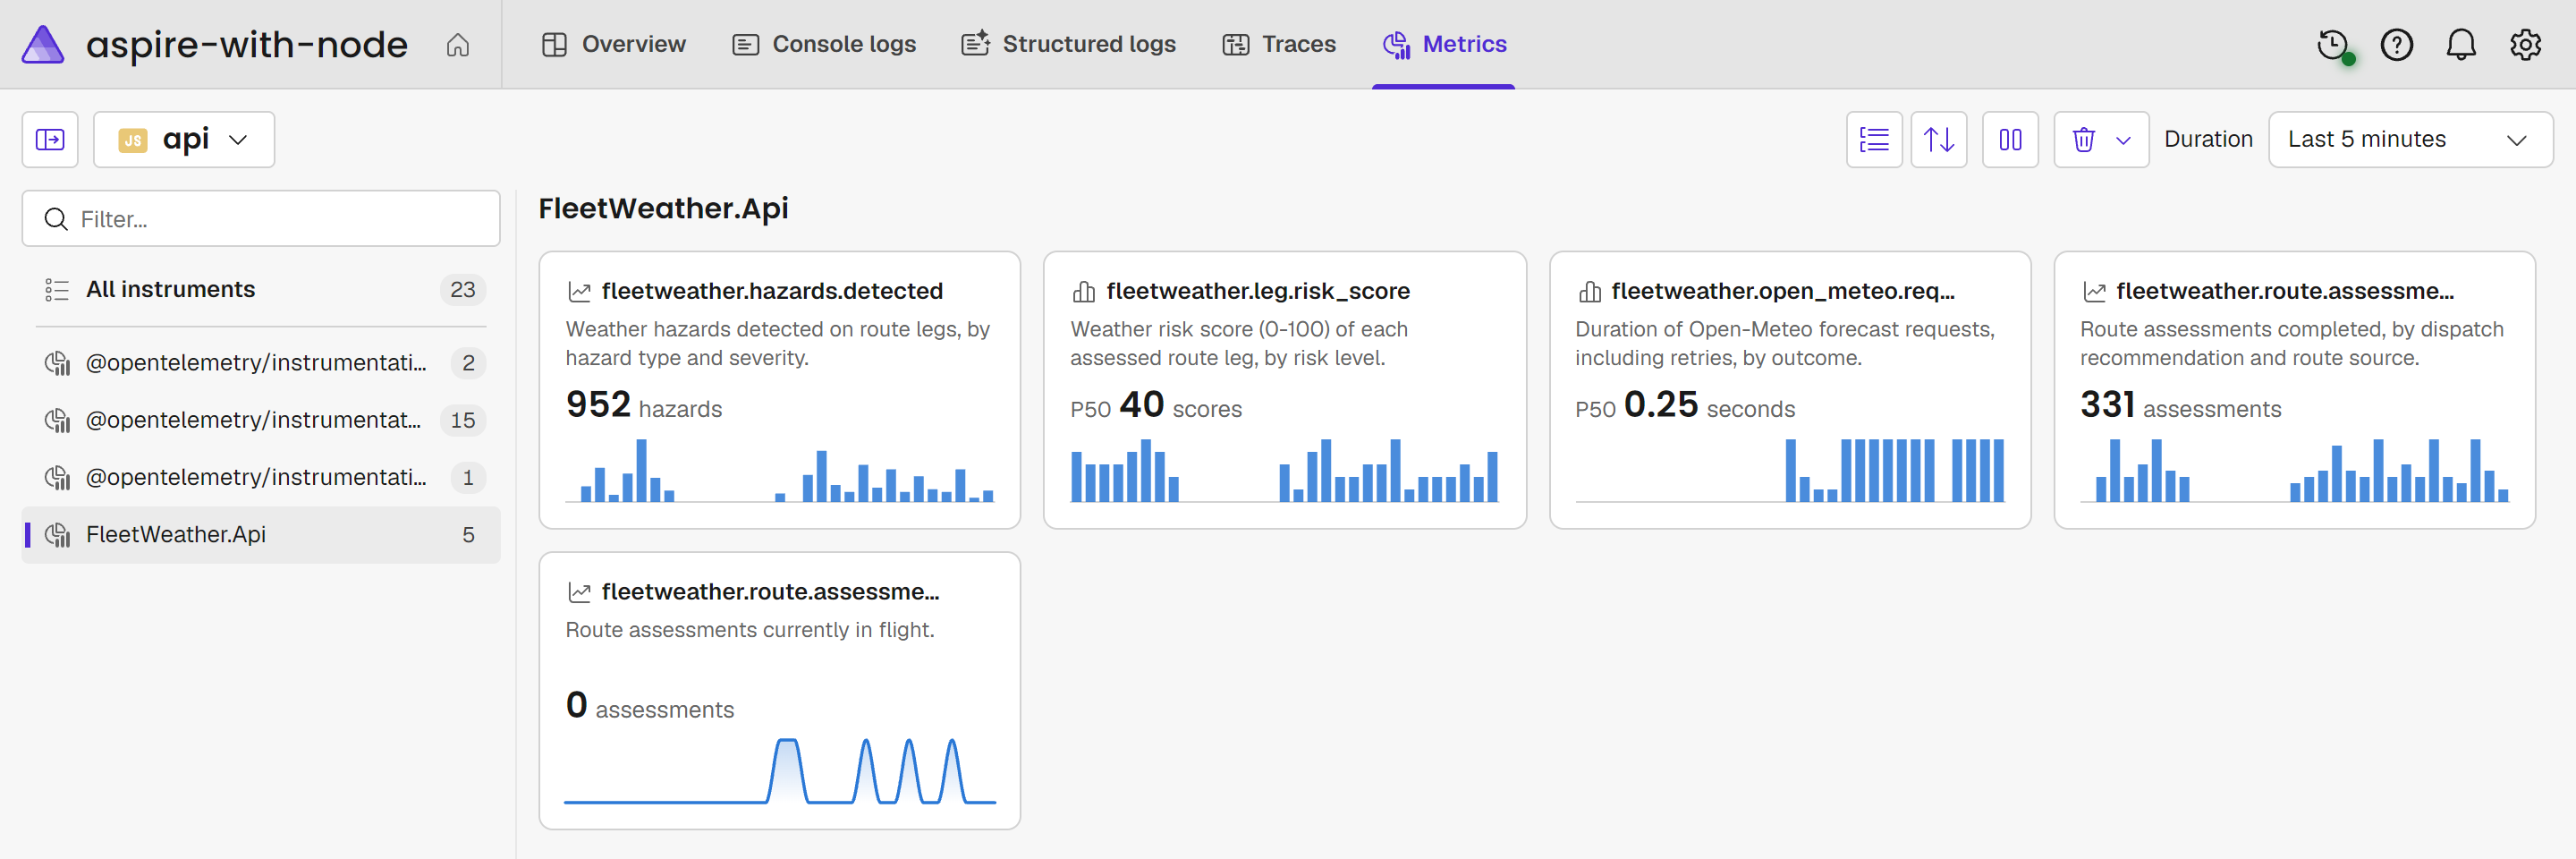 aspire-with-node
Overview
Console logs
Structured logs
Traces
Metrics
JS api
Duration
Last 5 minutes
Filter...
All instruments 23
@opentelemetry/instrumentati... 2
@opentelemetry/instrumentat... 15
@opentelemetry/instrumentati... 1
FleetWeather.Api 5
FleetWeather.Api
fleetweather.hazards.detected
Weather hazards detected on route legs, by
hazard type and severity.
952 hazards
fleetweather.leg.risk_score
Weather risk score (0-100) of each
assessed route leg, by risk level.
P50 40 scores
fleetweather.open_meteo.req...
Duration of Open-Meteo forecast requests,
including retries, by outcome.
P50 0.25 seconds
fleetweather.route.assessme...
Route assessments completed, by dispatch
recommendation and route source.
331 assessments
fleetweather.route.assessme...
Route assessments currently in flight.
0 assessments